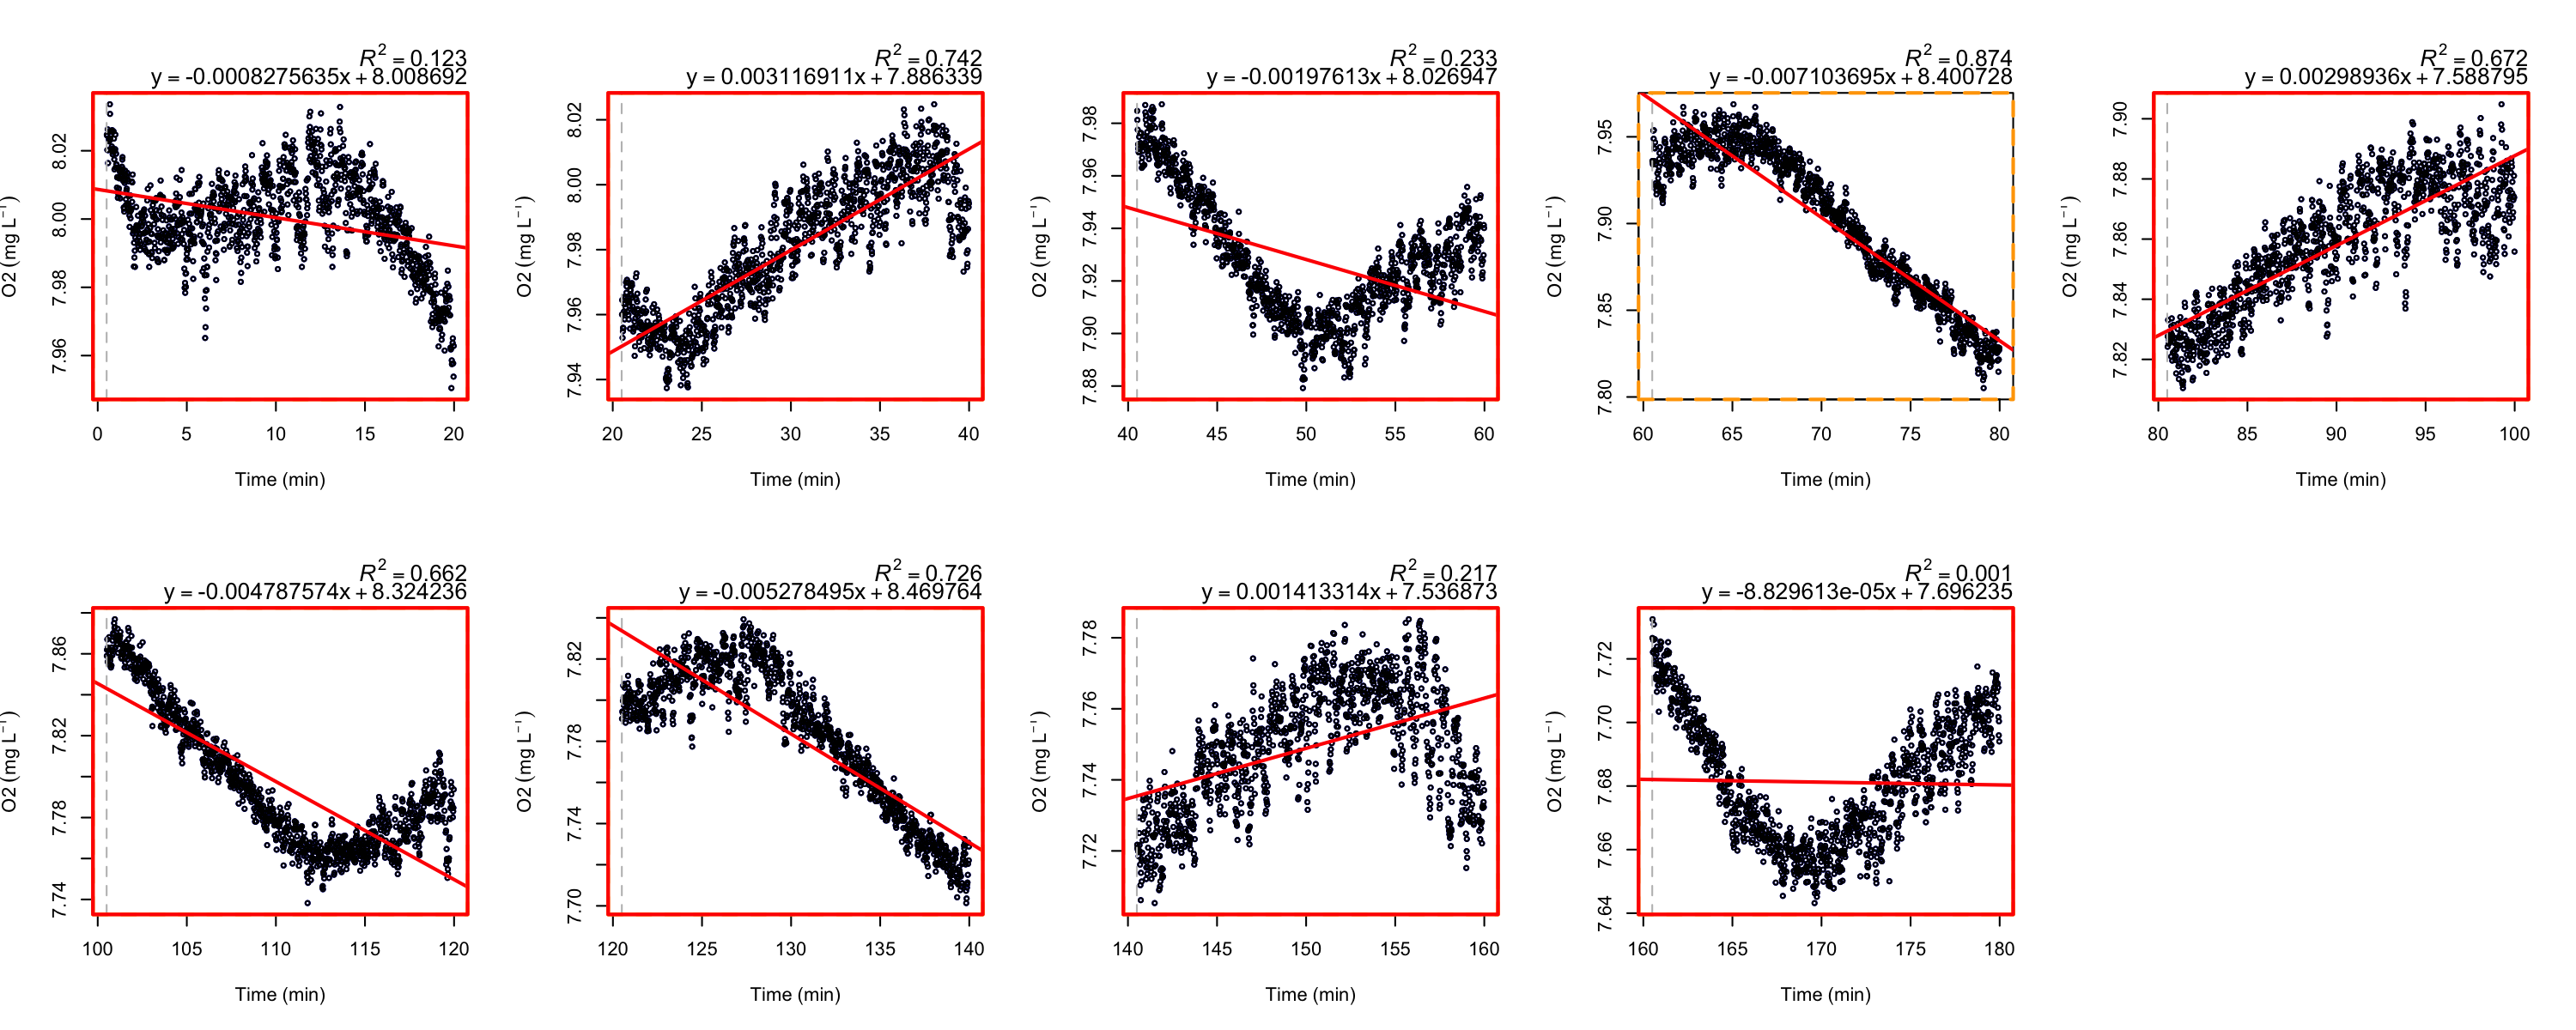 R² = 0.123
y = -0.0008275635x + 8.008692
O2 (mg L⁻¹)
8.02
8.00
7.98
7.96
0 5 10 15 20
Time (min)
R² = 0.742
y = 0.003116911x + 7.886339
O2 (mg L⁻¹)
8.02
8.00
7.98
7.96
7.94
20 25 30 35 40
Time (min)
R² = 0.233
y = -0.00197613x + 8.026947
O2 (mg L⁻¹)
7.98
7.96
7.94
7.92
7.90
7.88
40 45 50 55 60
Time (min)
R² = 0.874
y = -0.007103695x + 8.400728
O2 (mg L⁻¹)
7.95
7.90
7.85
7.80
60 65 70 75 80
Time (min)
R² = 0.672
y = 0.00298936x + 7.588795
O2 (mg L⁻¹)
7.90
7.88
7.86
7.84
7.82
80 85 90 95 100
Time (min)
R² = 0.662
y = -0.004787574x + 8.324236
O2 (mg L⁻¹)
7.86
7.82
7.78
7.74
100 105 110 115 120
Time (min)
R² = 0.726
y = -0.005278495x + 8.469764
O2 (mg L⁻¹)
7.82
7.78
7.74
7.70
120 125 130 135 140
Time (min)
R² = 0.217
y = 0.001413314x + 7.536873
O2 (mg L⁻¹)
7.78
7.76
7.74
7.72
140 145 150 155 160
Time (min)
R² = 0.001
y = -8.829613e-05x + 7.696235
O2 (mg L⁻¹)
7.72
7.70
7.68
7.66
7.64
160 165 170 175 180
Time (min)